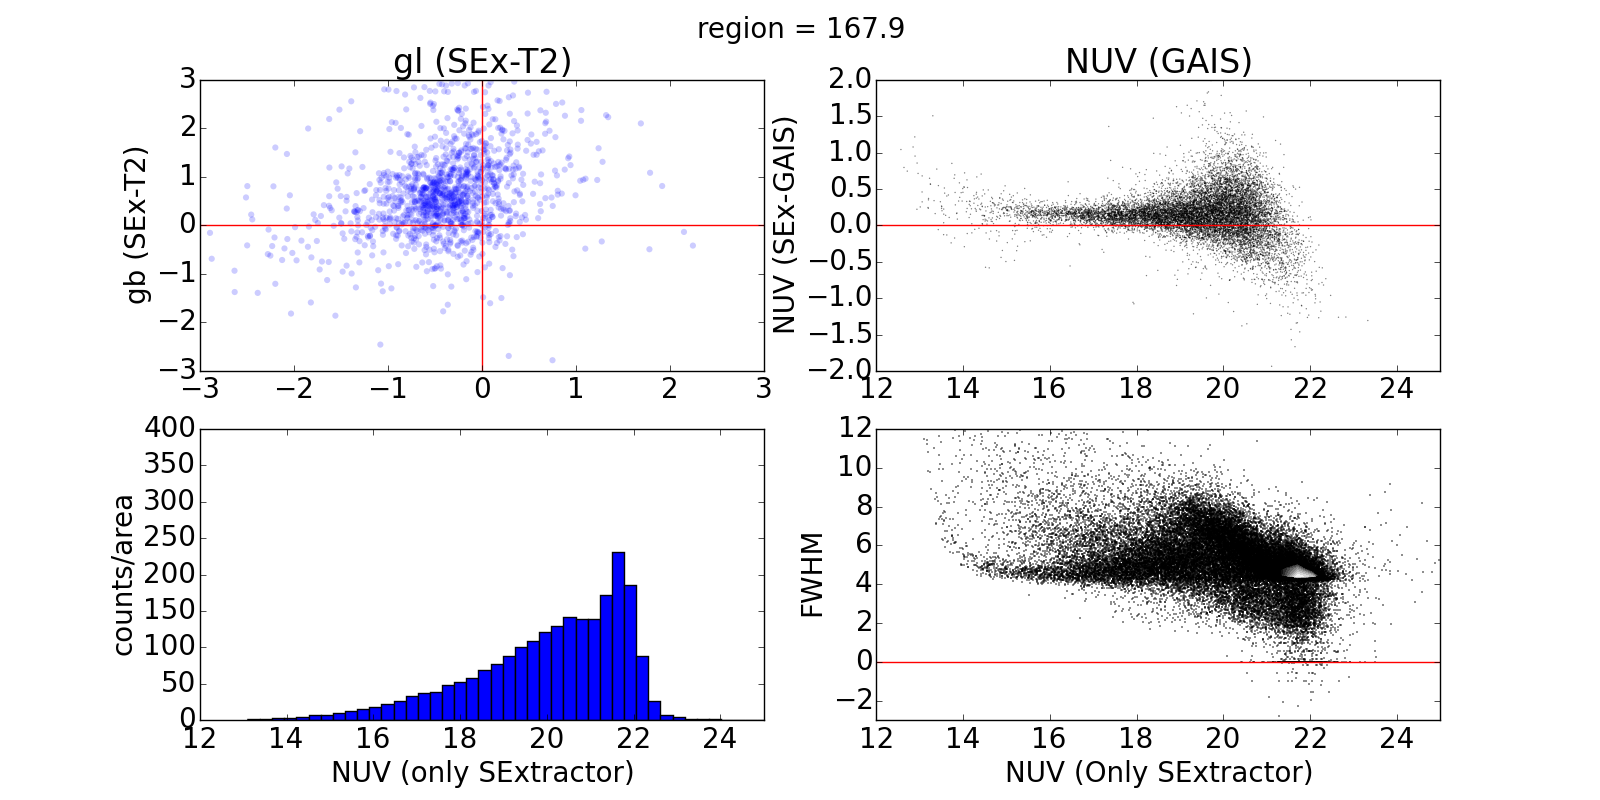 region = 167.9
gl (SEx-T2)
NUV (GAIS)
3
2
1
0
−1
−2
−3
gb (SEx-T2)
−3 −2 −1 0 1 2 3
2.0
1.5
1.0
0.5
0.0
−0.5
−1.0
−1.5
−2.0
NUV (SEx-GAIS)
12 14 16 18 20 22 24
400
350
300
250
200
150
100
50
0
counts/area
12 14 16 18 20 22 24
NUV (only SExtractor)
12
10
8
6
4
2
0
−2
FWHM
12 14 16 18 20 22 24
NUV (Only SExtractor)